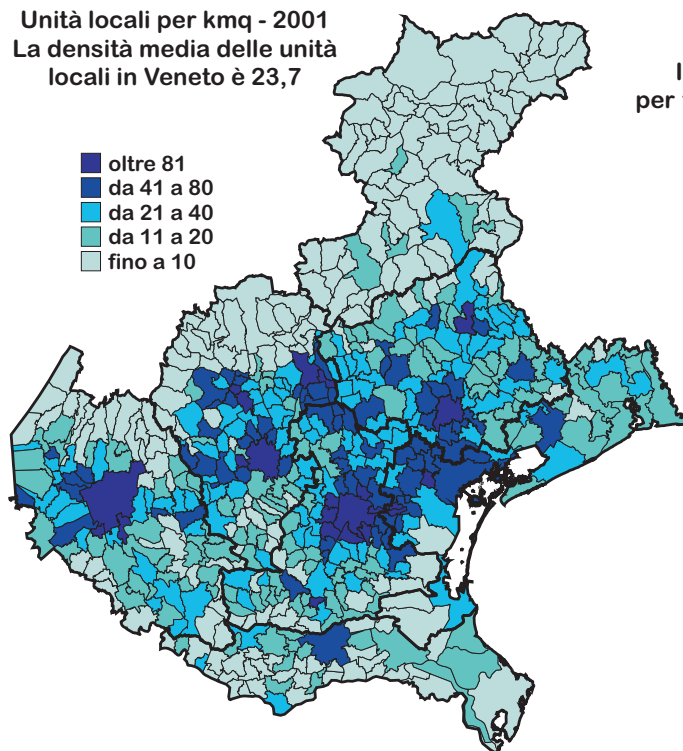 Unità locali per kmq - 2001
La densità media delle unità
locali in Veneto è 23,7
per
oltre 81
da 41 a 80
da 21 a 40
da 11 a 20
fino a 10